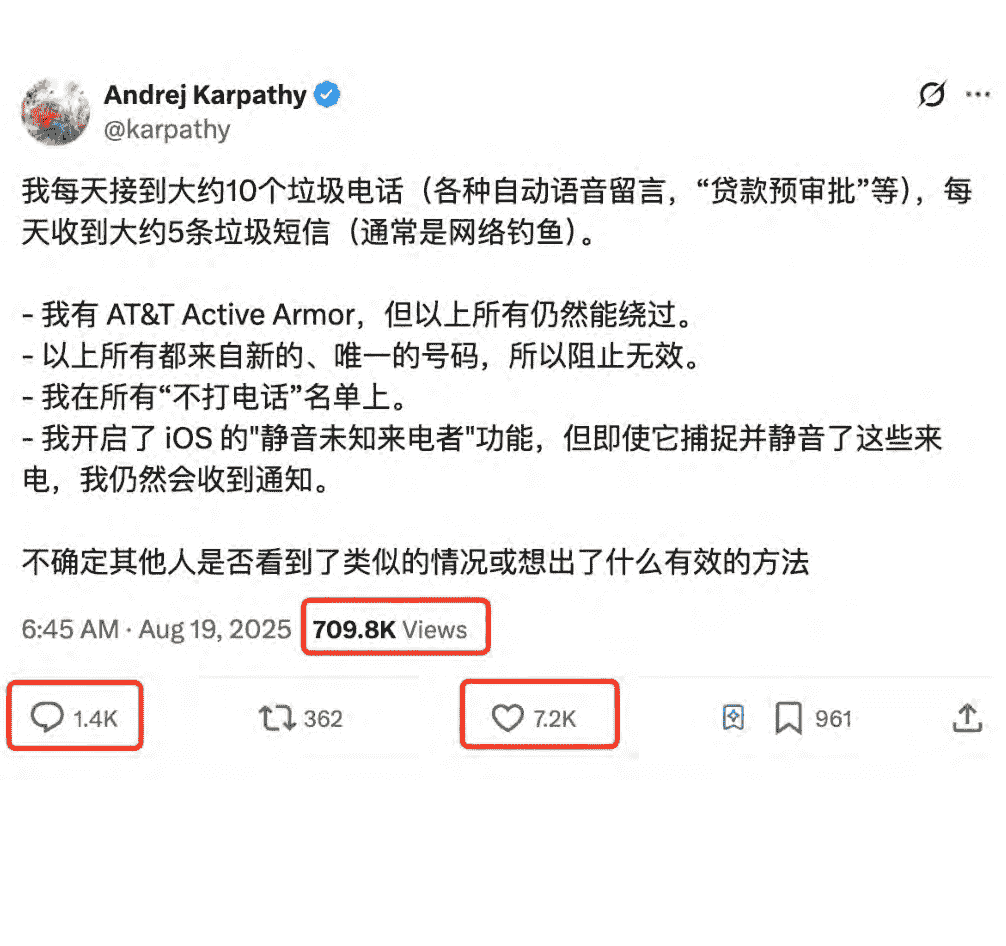 Andrej Karpathy
@karpathy
我每天接到大约10个垃圾电话（各种自动语音留言，“贷款预审批”等），每
天收到大约5条垃圾短信（通常是网络钓鱼）。
- 我有 AT&T Active Armor，但以上所有仍然能绕过。
- 以上所有都来自新的、唯一的号码，所以阻止无效。
- 我在所有“不打电话”名单上。
- 我开启了 iOS 的"静音未知来电者"功能，但即使它捕捉并静音了这些来
电，我仍然会收到通知。
不确定其他人是否看到了类似的情况或想出了什么有效的方法
6:45 AM · Aug 19, 2025 709.8K Views
1.4K 362 7.2K 961